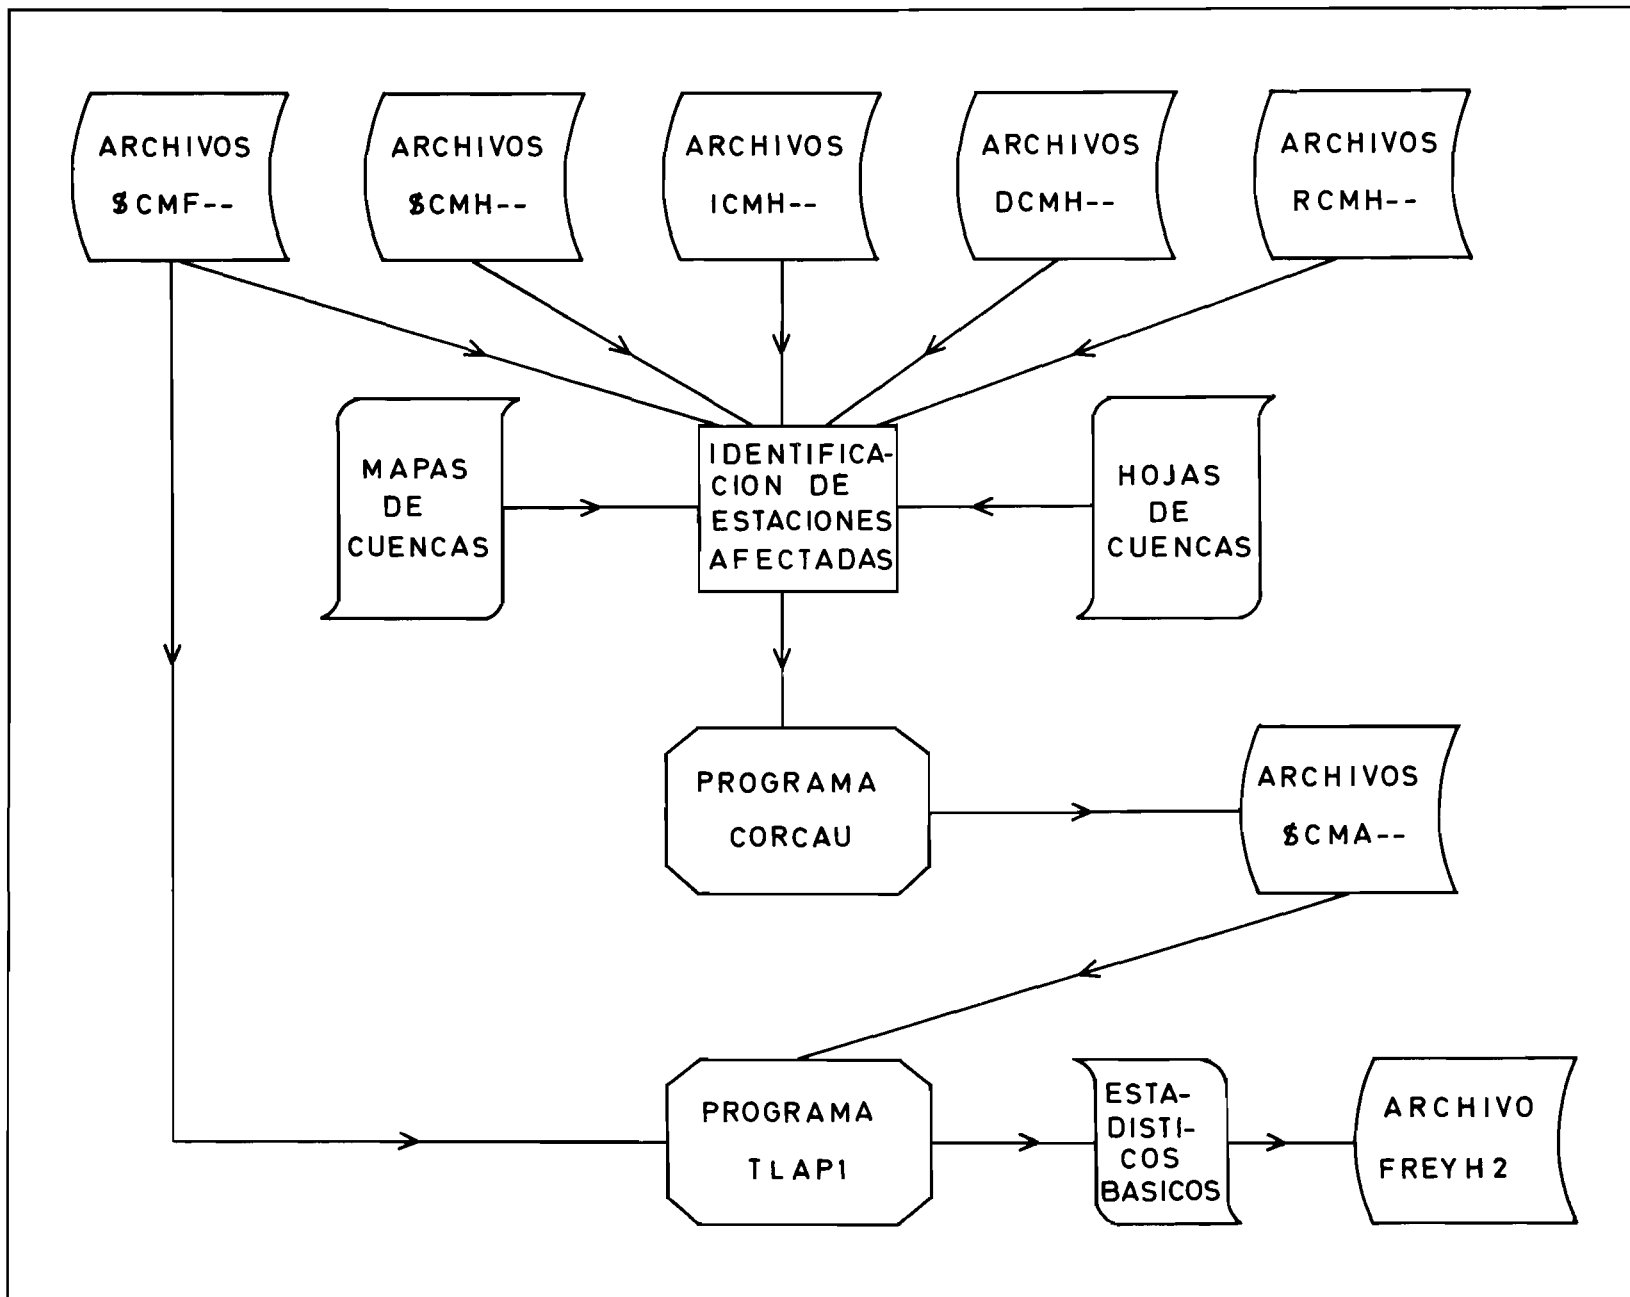 ARCHIVOS
$CMF--
ARCHIVOS
$CMH--
ARCHIVOS
ICMH--
ARCHIVOS
DCMH--
ARCHIVOS
RCMH--
MAPAS
DE
CUENCAS
IDENTIFICA-
CION DE
ESTACIONES
AFECTADAS
HOJAS
DE
CUENCAS
PROGRAMA
CORCAU
ARCHIVOS
$CMA--
PROGRAMA
TLAP1
ESTA-
DISTI-
COS
BASICOS
ARCHIVO
FREYH2